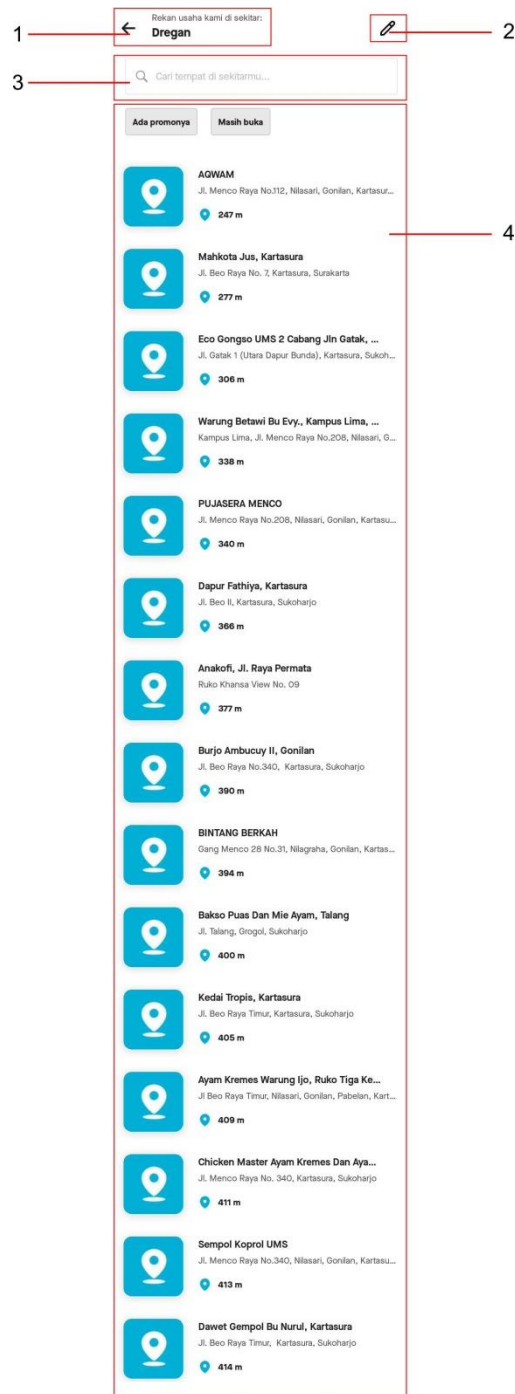 Rekan usaha kami di sekitar:
1
Dregan
2
3
Cari tempat di sekitarmu...
Ada promonya
Masih buka
AQWAM
Jl. Menco Raya No.112, Nilasari, Gonilan, Kartasur...
247 m
4
Mahkota Jus, Kartasura
Jl. Beo Raya No. 7, Kartasura, Surakarta
277 m
Eco Gongso UMS 2 Cabang Jln Gatak, ...
Jl. Gatak 1 (Utara Dapur Bunda), Kartasura, Sukoh...
306 m
Warung Betawi Bu Evy., Kampus Lima, ...
Kampus Lima, Jl. Menco Raya No.208, Nilasari, G...
338 m
PUJASERA MENCO
Jl. Menco Raya No.208, Nilasari, Gonilan, Kartasu...
340 m
Dapur Fathiya, Kartasura
Jl. Beo II, Kartasura, Sukoharjo
366 m
Anakofi, Jl. Raya Permata
Ruko Khansa View No. 09
377 m
Burjo Ambucuy II, Gonilan
Jl. Beo Raya No.340, Kartasura, Sukoharjo
390 m
BINTANG BERKAH
Gang Menco 28 No.31, Nilagraha, Gonilan, Kartas...
394 m
Bakso Puas Dan Mie Ayam, Talang
Jl. Talang, Grogol, Sukoharjo
400 m
Kedai Tropis, Kartasura
Jl. Beo Raya Timur, Kartasura, Sukoharjo
405 m
Ayam Kremes Warung Ijo, Ruko Tiga Ke...
Jl Beo Raya Timur, Nilasari, Gonilan, Pabelan, Kart...
409 m
Chicken Master Ayam Kremes Dan Aya...
Jl. Menco Raya No. 340, Kartasura, Sukoharjo
411 m
Sempol Koprol UMS
Jl. Menco Raya No.340, Nilasari, Gonilan, Kartasu...
413 m
Dawet Gempol Bu Nurul, Kartasura
Jl. Beo Raya Timur, Kartasura, Sukoharjo
414 m